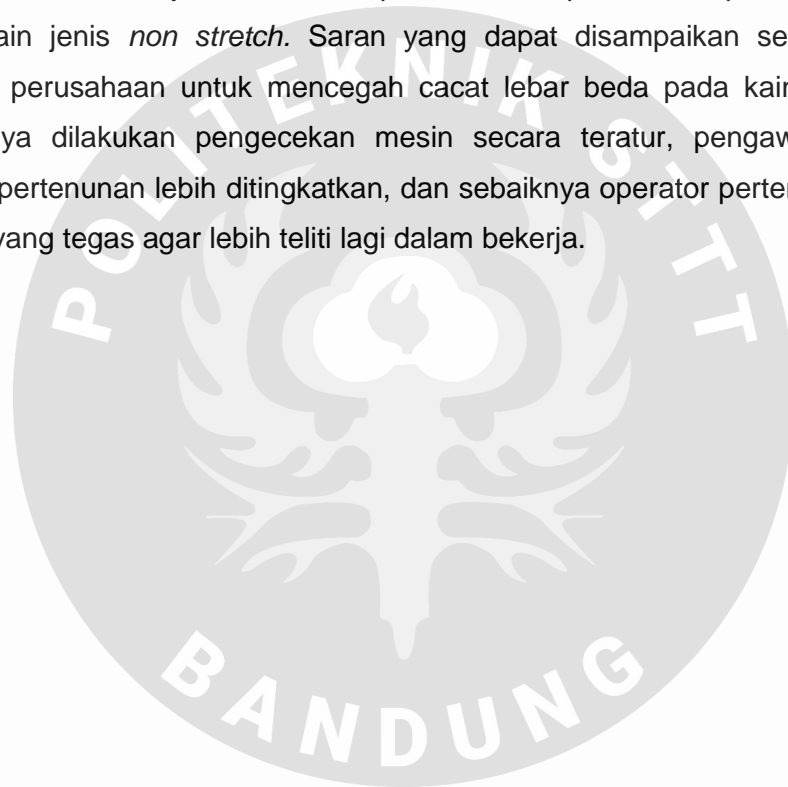 ain jenis non stretch. Saran yang dapat disampaikan se
perusahaan untuk mencegah cacat lebar beda pada kain
ya dilakukan pengecekan mesin secara teratur, pengaw
pertenunan lebih ditingkatkan, dan sebaiknya operator perter
yang tegas agar lebih teliti lagi dalam bekerja.
POLITEKNIK STTT
BANDUNG